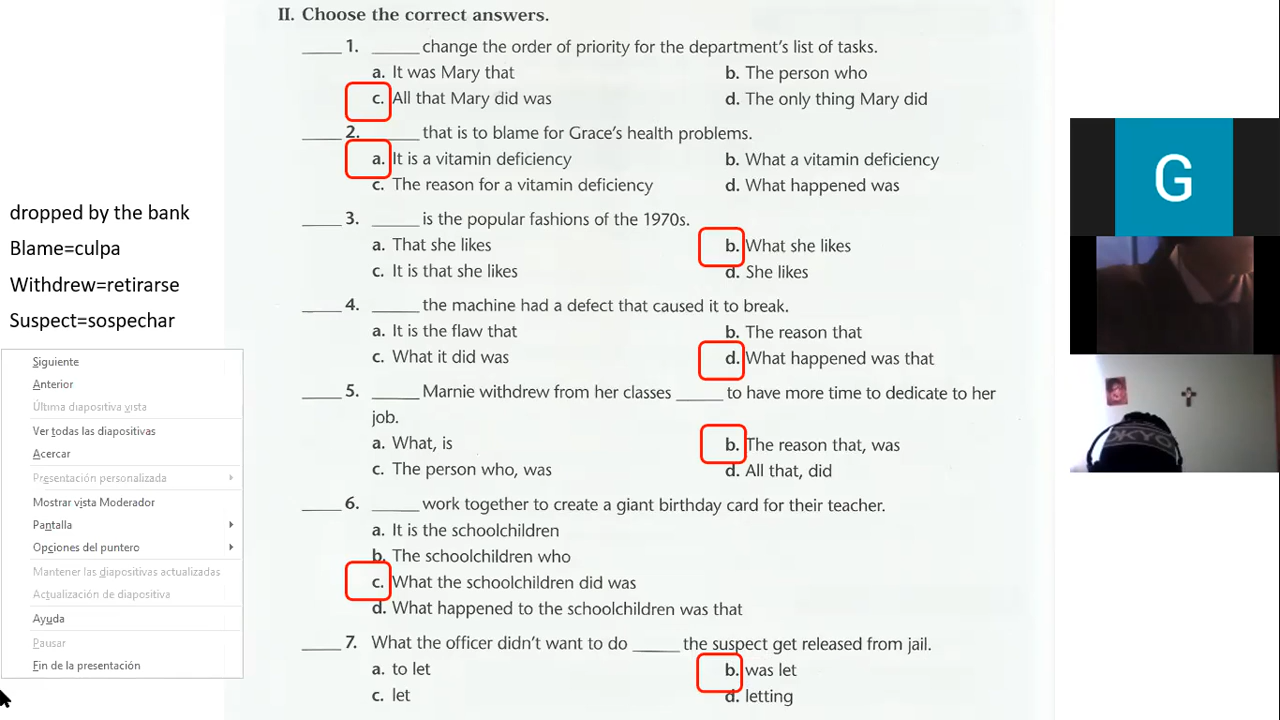 II. Choose the correct answers.
_____ 1. _____ change the order of priority for the department's list of tasks.
a. It was Mary that
b. The person who
c. All that Mary did was
d. The only thing Mary did
_____ 2. _____ that is to blame for Grace's health problems.
a. It is a vitamin deficiency
b. What a vitamin deficiency
c. The reason for a vitamin deficiency
d. What happened was
_____ 3. _____ is the popular fashions of the 1970s.
a. That she likes
b. What she likes
c. It is that she likes
d. She likes
_____ 4. _____ the machine had a defect that caused it to break.
a. It is the flaw that
b. The reason that
c. What it did was
d. What happened was that
_____ 5. _____ Marnie withdrew from her classes _____ to have more time to dedicate to her
job.
a. What, is
b. The reason that, was
c. The person who, was
d. All that, did
_____ 6. _____ work together to create a giant birthday card for their teacher.
a. It is the schoolchildren
b. The schoolchildren who
c. What the schoolchildren did was
d. What happened to the schoolchildren was that
_____ 7. What the officer didn't want to do _____ the suspect get released from jail.
a. to let
b. was let
c. let
d. letting
dropped by the bank
Blame=culpa
Withdrew=retirarse
Suspect=sospechar
Siguiente
Anterior
Última diapositiva vista
Ver todas las diapositivas
Acercar
Presentación personalizada
Mostrar vista Moderador
Pantalla
Opciones del puntero
Mantener las diapositivas actualizadas
Actualización de diapositiva
Ayuda
Pausar
Fin de la presentación
G
OKYO